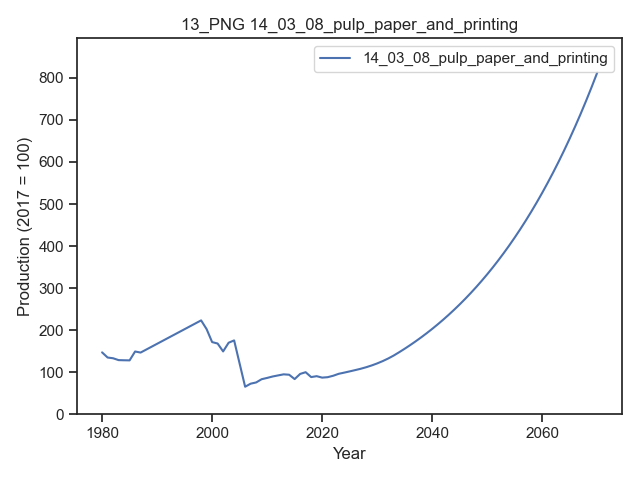 13_PNG 14_03_08_pulp_paper_and_printing
14_03_08_pulp_paper_and_printing
Production (2017 = 100)
800
700
600
500
400
300
200
100
0
1980 2000 2020 2040 2060
Year